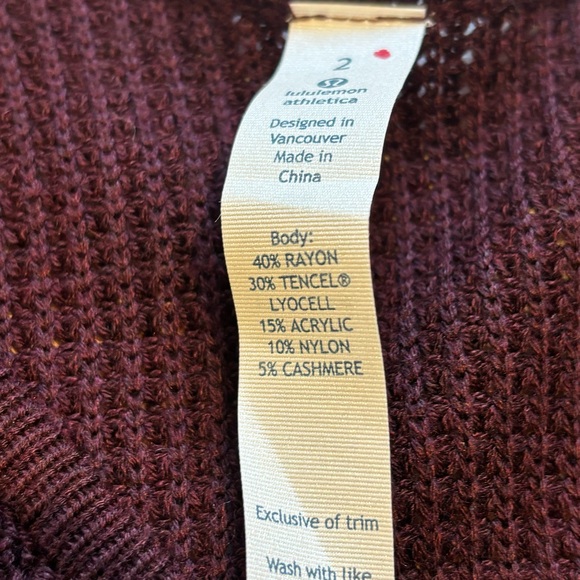 2
lululemon
athletica
Designed in
Vancouver
Made in
China
Body:
40% RAYON
30% TENCEL®
LYOCELL
15% ACRYLIC
10% NYLON
5% CASHMERE
Exclusive of trim
Wash with like